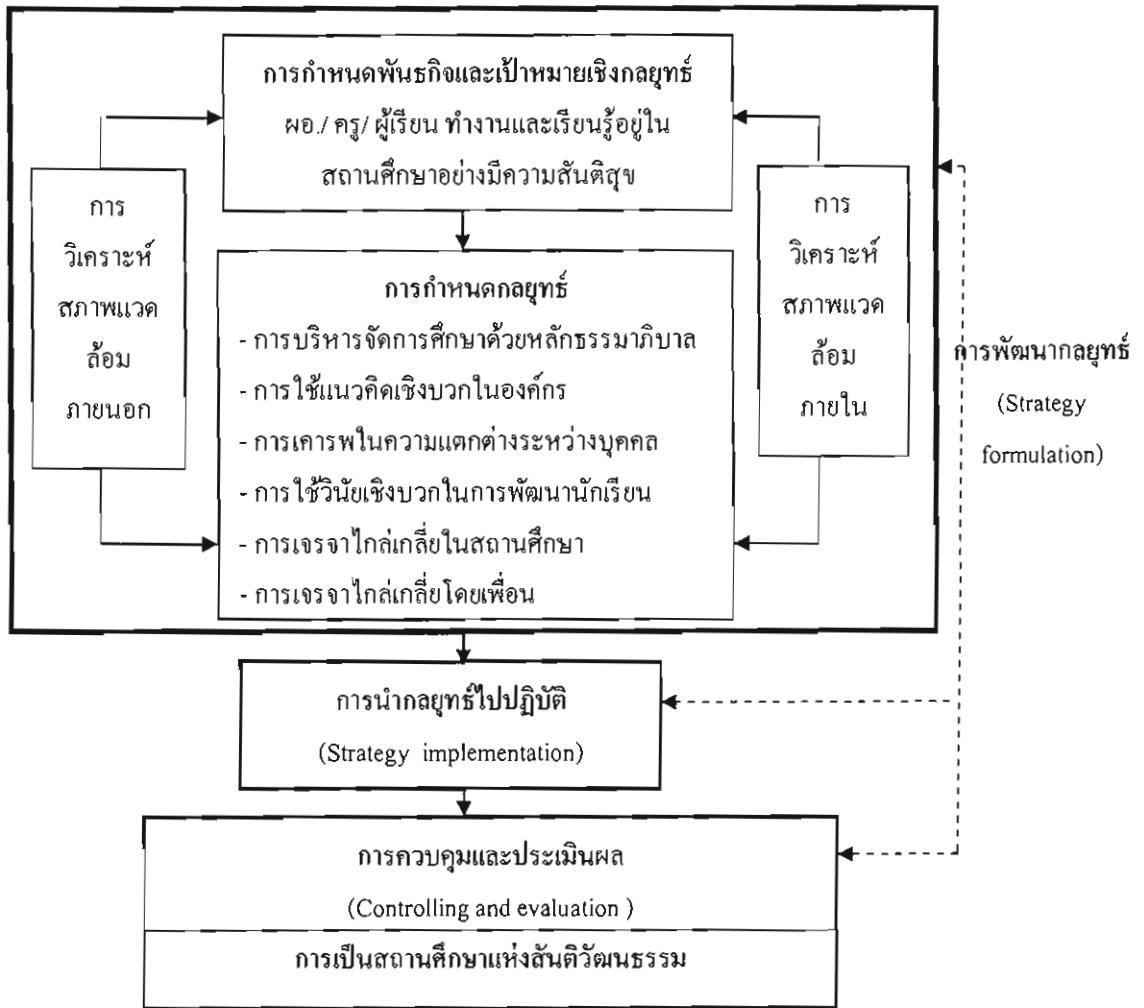 การกำหนดพันธกิจและเป้าหมายเชิงกลยุทธ์
ผอ./ ครู/ ผู้เรียน ทำงานและเรียนรู้อยู่ใน
สถานศึกษาอย่างมีความสันติสุข
การ
วิเคราะห์
สภาพแวด
ล้อม
ภายนอก
การกำหนดกลยุทธ์
- การบริหารจัดการศึกษาด้วยหลักธรรมาภิบาล
- การใช้แนวคิดเชิงบวกในองค์กร
- การเคารพในความแตกต่างระหว่างบุคคล
- การใช้วินัยเชิงบวกในการพัฒนานักเรียน
- การเจรจาไกล่เกลี่ยในสถานศึกษา
- การเจรจาไกล่เกลี่ยโดยเพื่อน
การ
วิเคราะห์
สภาพแวด
ล้อม
ภายใน
การพัฒนากลยุทธ์
(Strategy
formulation)
การนำกลยุทธ์ไปปฏิบัติ
(Strategy implementation)
การควบคุมและประเมินผล
(Controlling and evaluation )
การเป็นสถานศึกษาแห่งสันติวัฒนธรรม